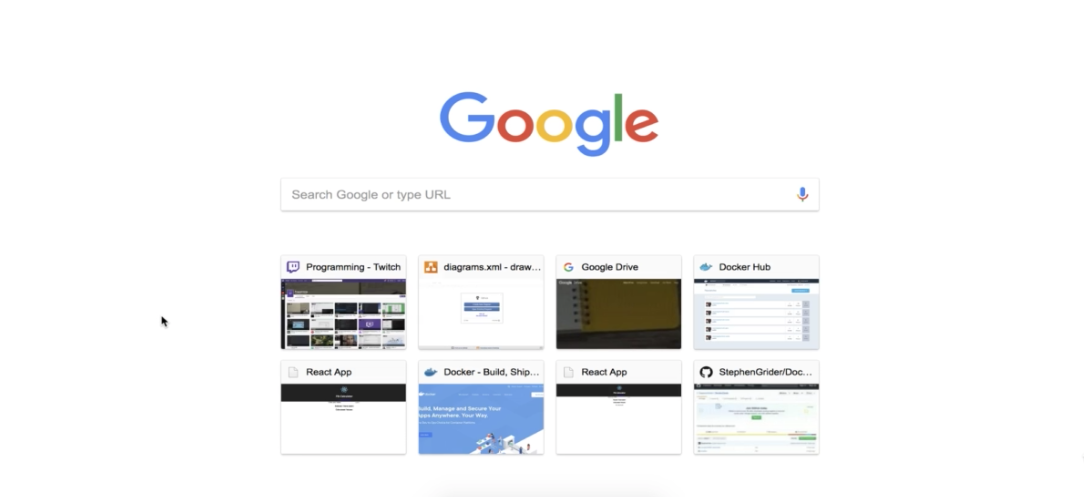 Google
Search Google or type URL
Programming - Twitch
diagrams.xml - draw...
Google Drive
Docker Hub
React App
Docker - Build, Ship...
React App
StephenGrider/Doc...
Build, Manage and Secure Your
Apps Anywhere. Your Way.